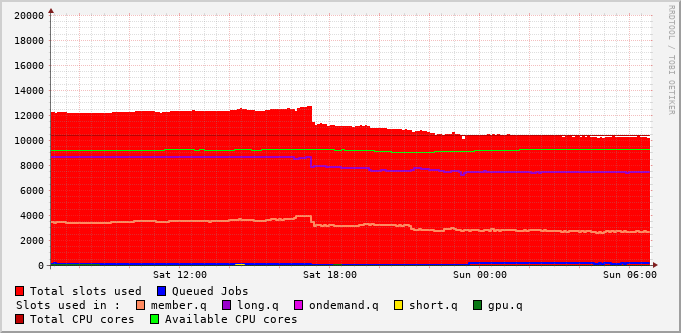 20000
18000
16000
14000
12000
10000
8000
6000
4000
2000
0
Sat 12:00 Sat 18:00 Sun 00:00 Sun 06:00
RRDTOOL / TOBI OETIKER
Total slots used Queued Jobs
Slots used in : member.q long.q ondemand.q short.q gpu.q
Total CPU cores Available CPU cores